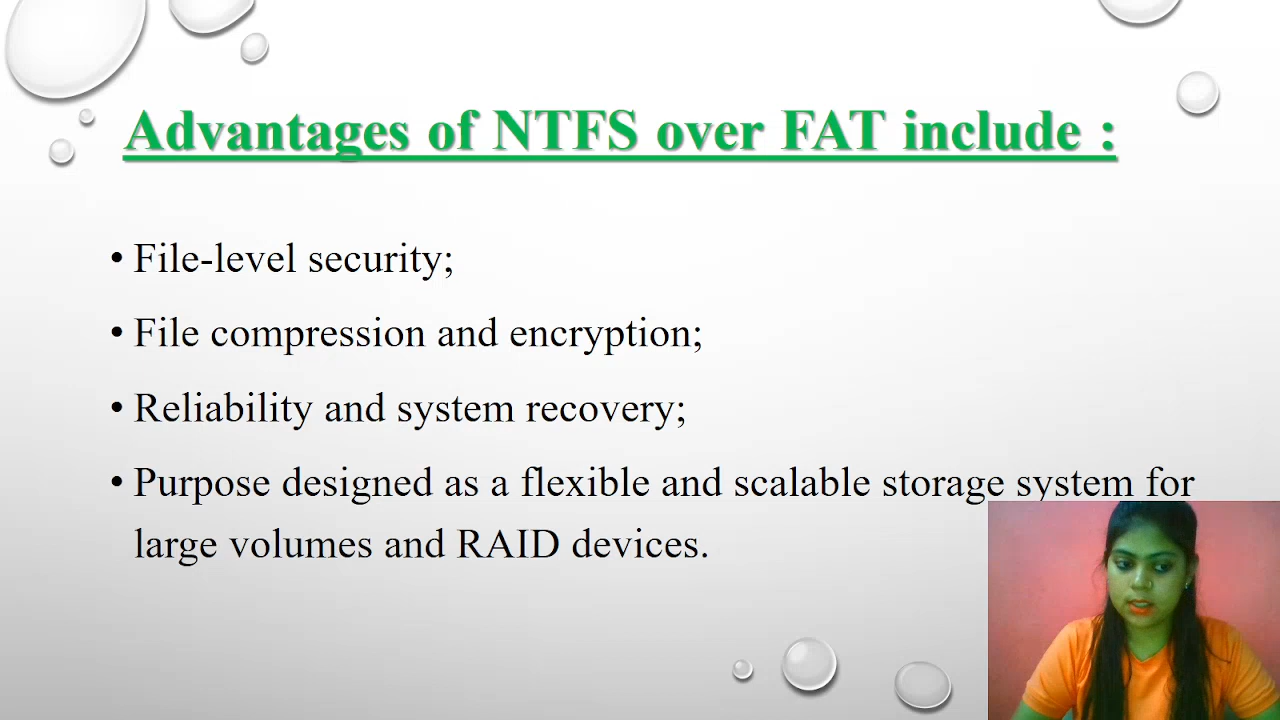 Advantages of NTFS over FAT include :
• File-level security;
• File compression and encryption;
• Reliability and system recovery;
• Purpose designed as a flexible and scalable storage system for
large volumes and RAID devices.